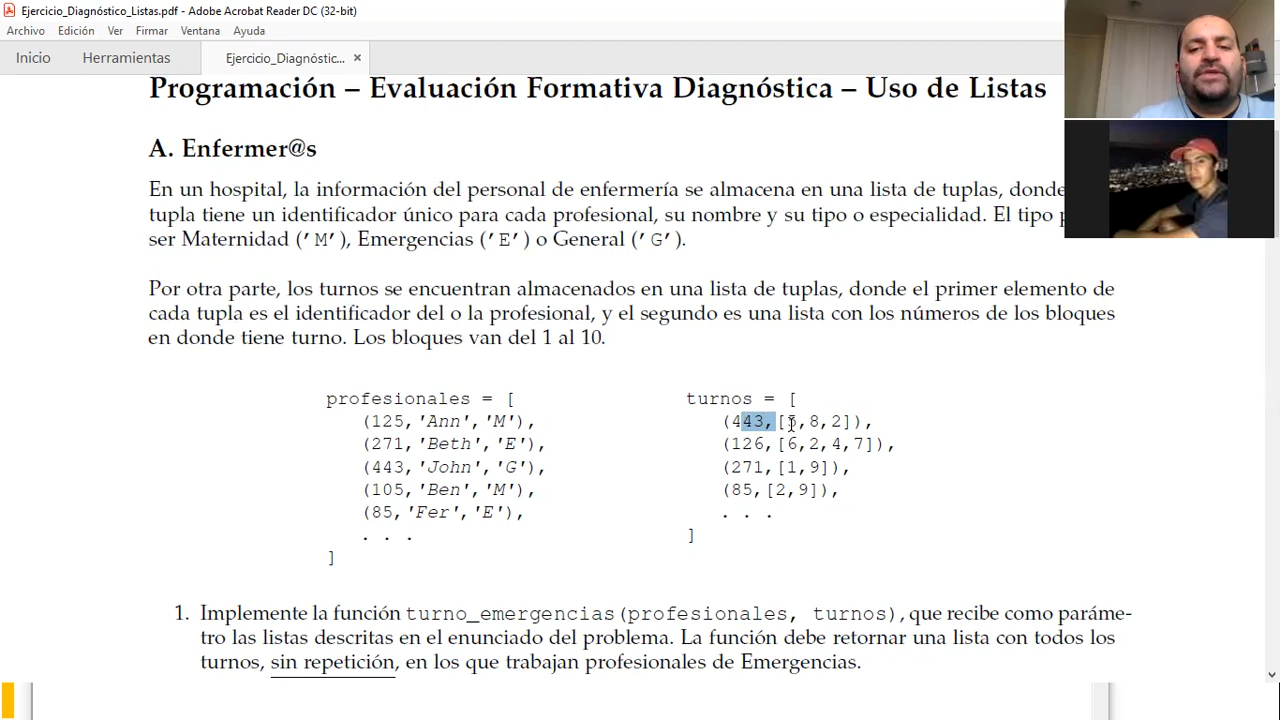 Ejercicio_Diagnóstico_Listas.pdf - Adobe Acrobat Reader DC (32-bit)
Archivo Edición Ver Firmar Ventana Ayuda
Inicio Herramientas Ejercicio_Diagnóstic... ×
Programación – Evaluación Formativa Diagnóstica – Uso de Listas
A. Enfermer@s
En un hospital, la información del personal de enfermería se almacena en una lista de tuplas, donde
tupla tiene un identificador único para cada profesional, su nombre y su tipo o especialidad. El tipo
ser Maternidad ('M'), Emergencias ('E') o General ('G').
Por otra parte, los turnos se encuentran almacenados en una lista de tuplas, donde el primer elemento de
cada tupla es el identificador del o la profesional, y el segundo es una lista con los números de los bloques
en donde tiene turno. Los bloques van del 1 al 10.
profesionales = [
(125,'Ann','M'),
(271,'Beth','E'),
(443,'John','G'),
(105,'Ben','M'),
(85,'Fer','E'),
. . .
]
turnos = [
(443,[5,8,2]),
(126,[6,2,4,7]),
(271,[1,9]),
(85,[2,9]),
. . .
]
1. Implemente la función turno_emergencias(profesionales, turnos), que recibe como paráme-
tro las listas descritas en el enunciado del problema. La función debe retornar una lista con todos los
turnos, sin repetición, en los que trabajan profesionales de Emergencias.